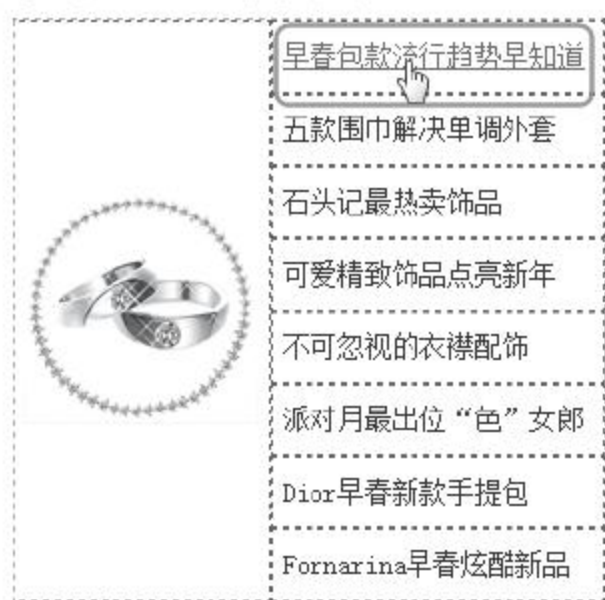 早春包款流行趋势早知道
五款围巾解决单调外套
石头记最热卖饰品
可爱精致饰品点亮新年
不可忽视的衣襟配饰
派对月最出位“色”女郎
Dior早春新款手提包
Fornarina早春炫酷新品